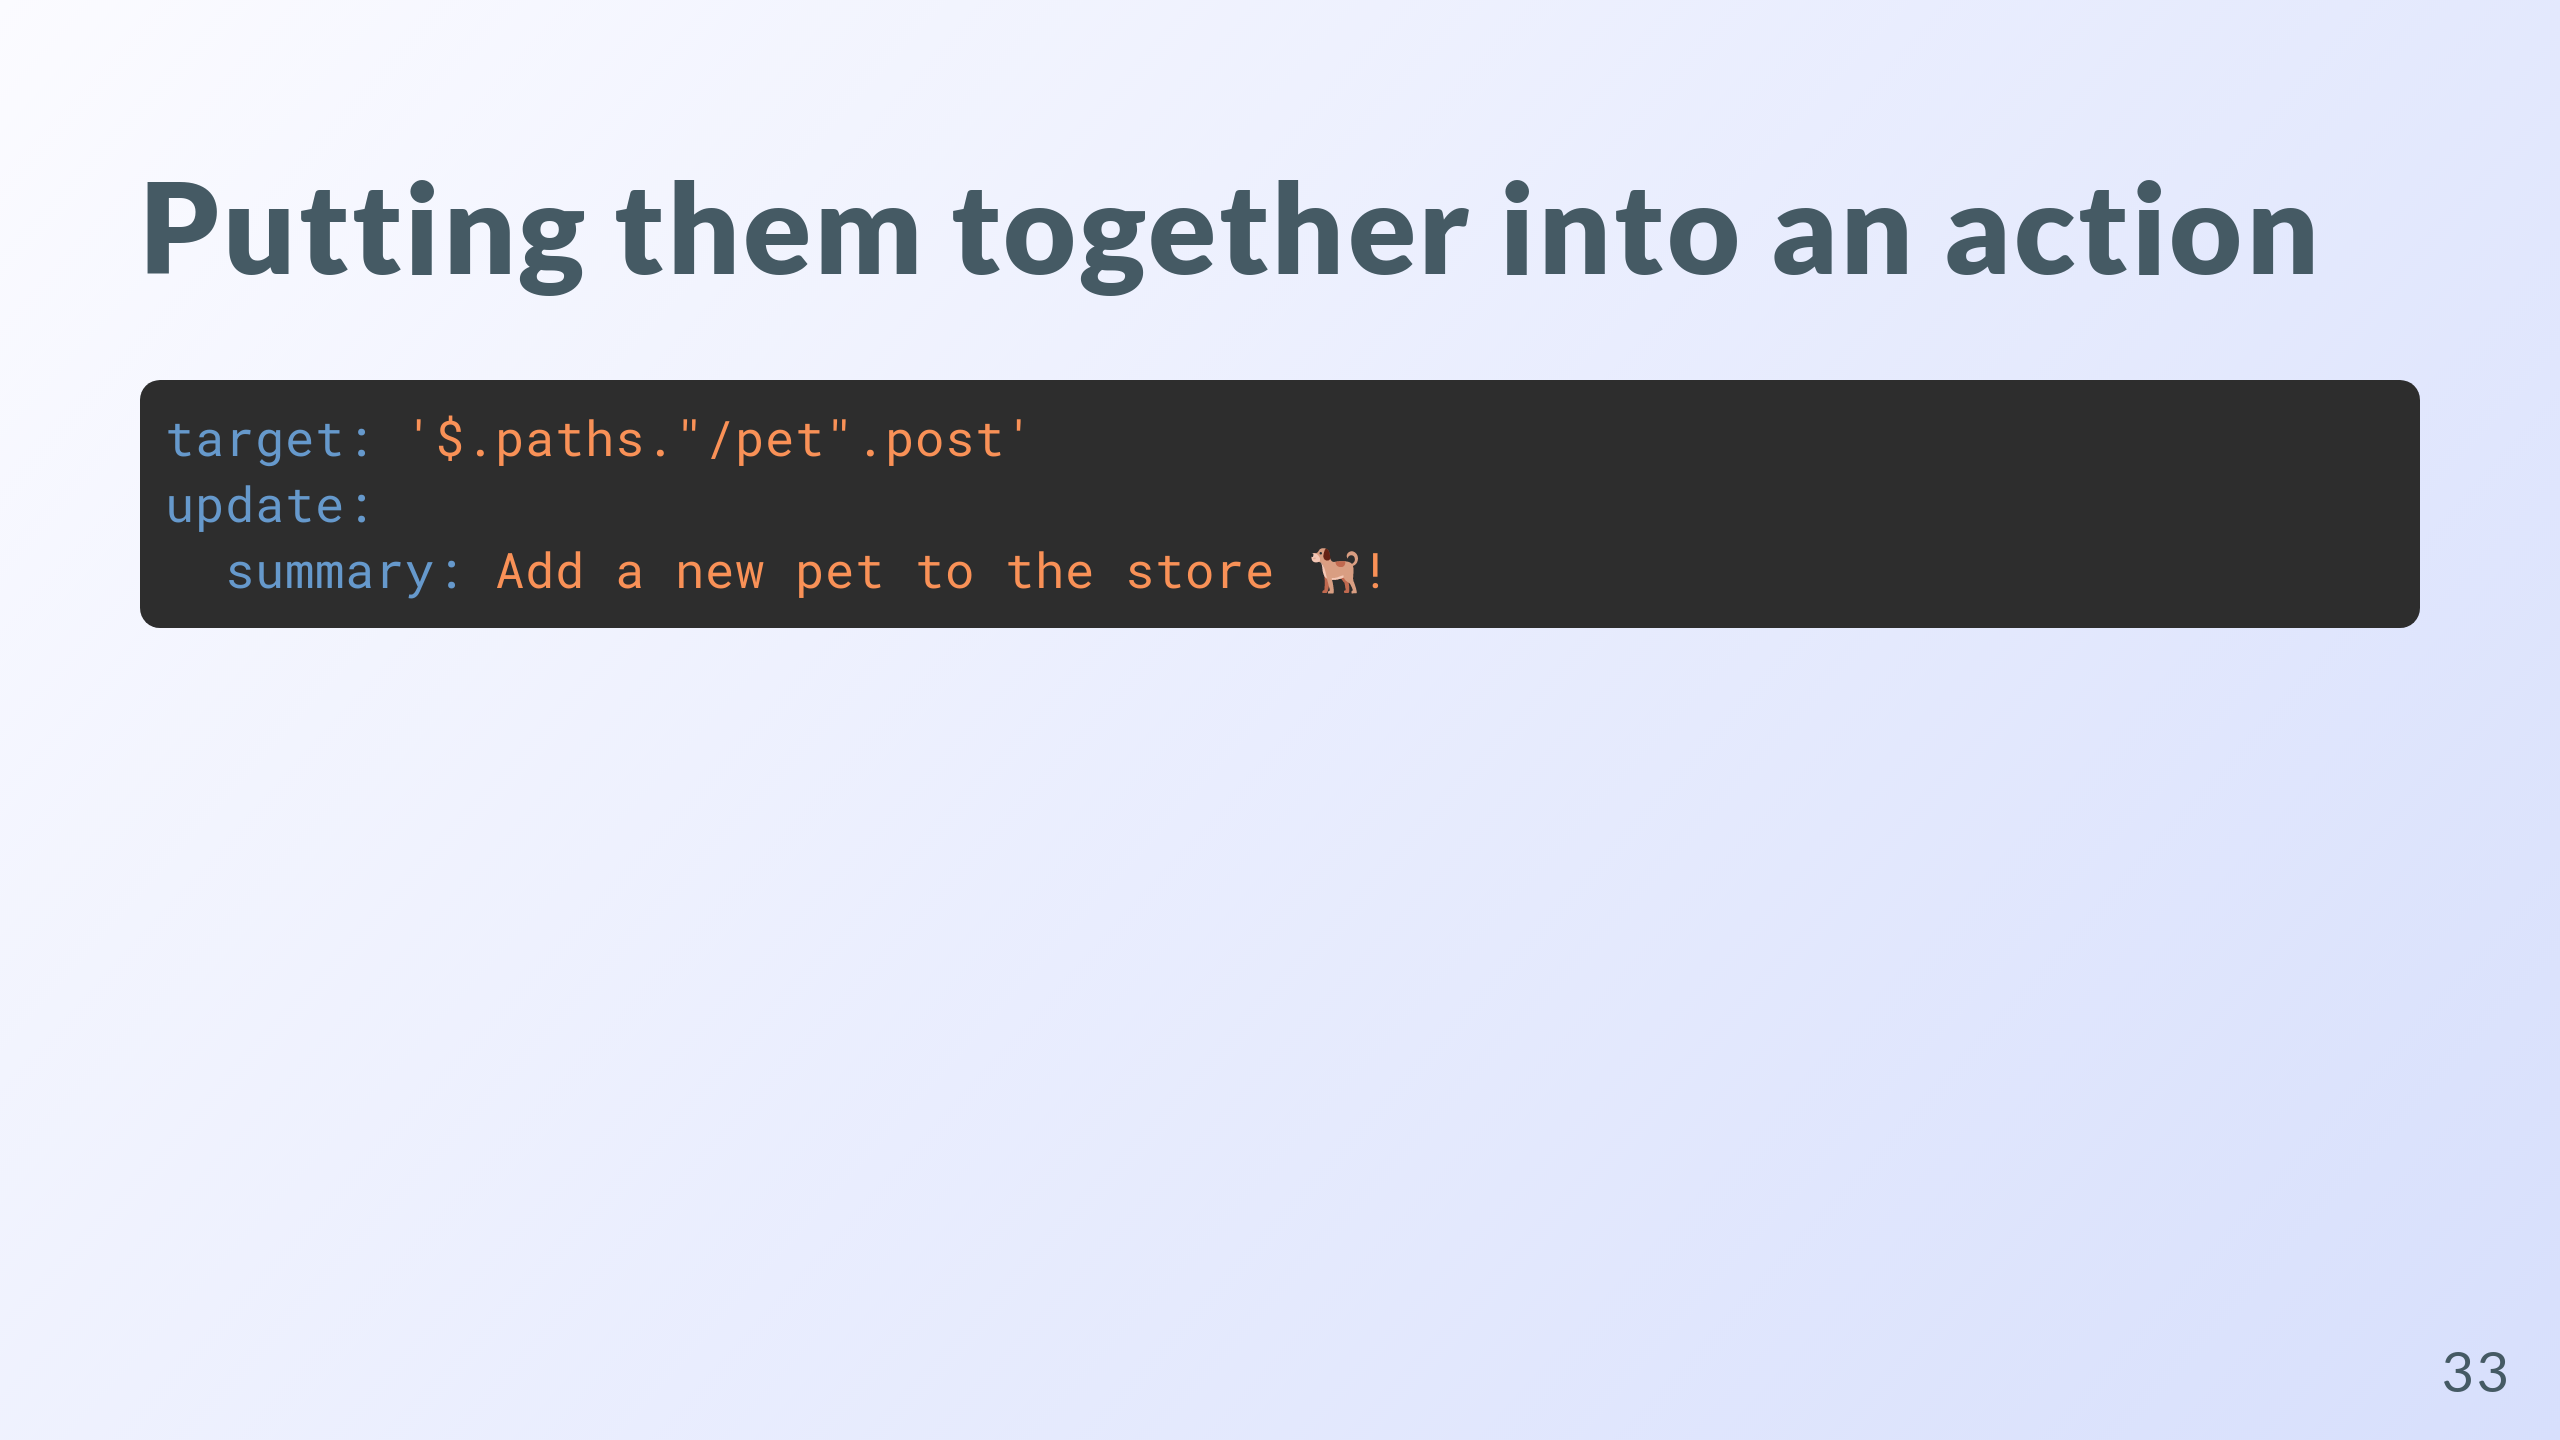 Putting them together into an action
target: '$.paths."/pet".post'
update:
  summary: Add a new pet to the store 🐕!
33